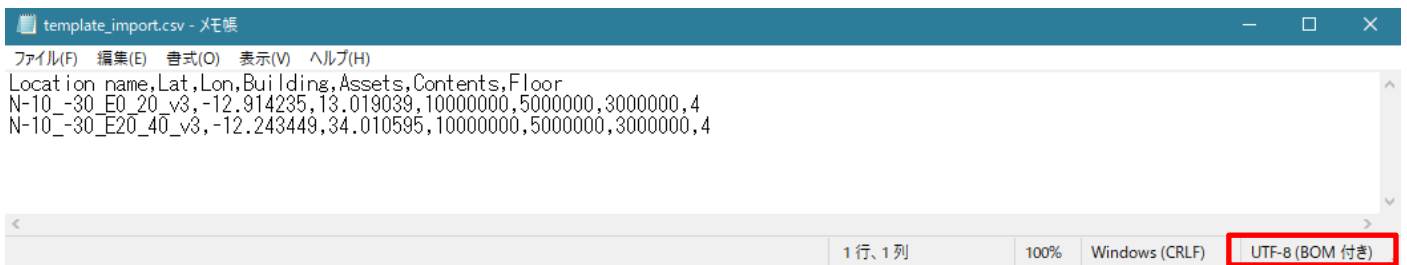 template_import.csv - メモ帳
ファイル(F) 編集(E) 書式(O) 表示(V) ヘルプ(H)
Location name,Lat,Lon,Building,Assets,Contents,Floor
N-10_-30_E0_20_v3,-12.914235,13.019039,10000000,5000000,3000000,4
N-10_-30_E20_40_v3,-12.243449,34.010595,10000000,5000000,3000000,4
1 行、1 列 100% Windows (CRLF) UTF-8 (BOM 付き)